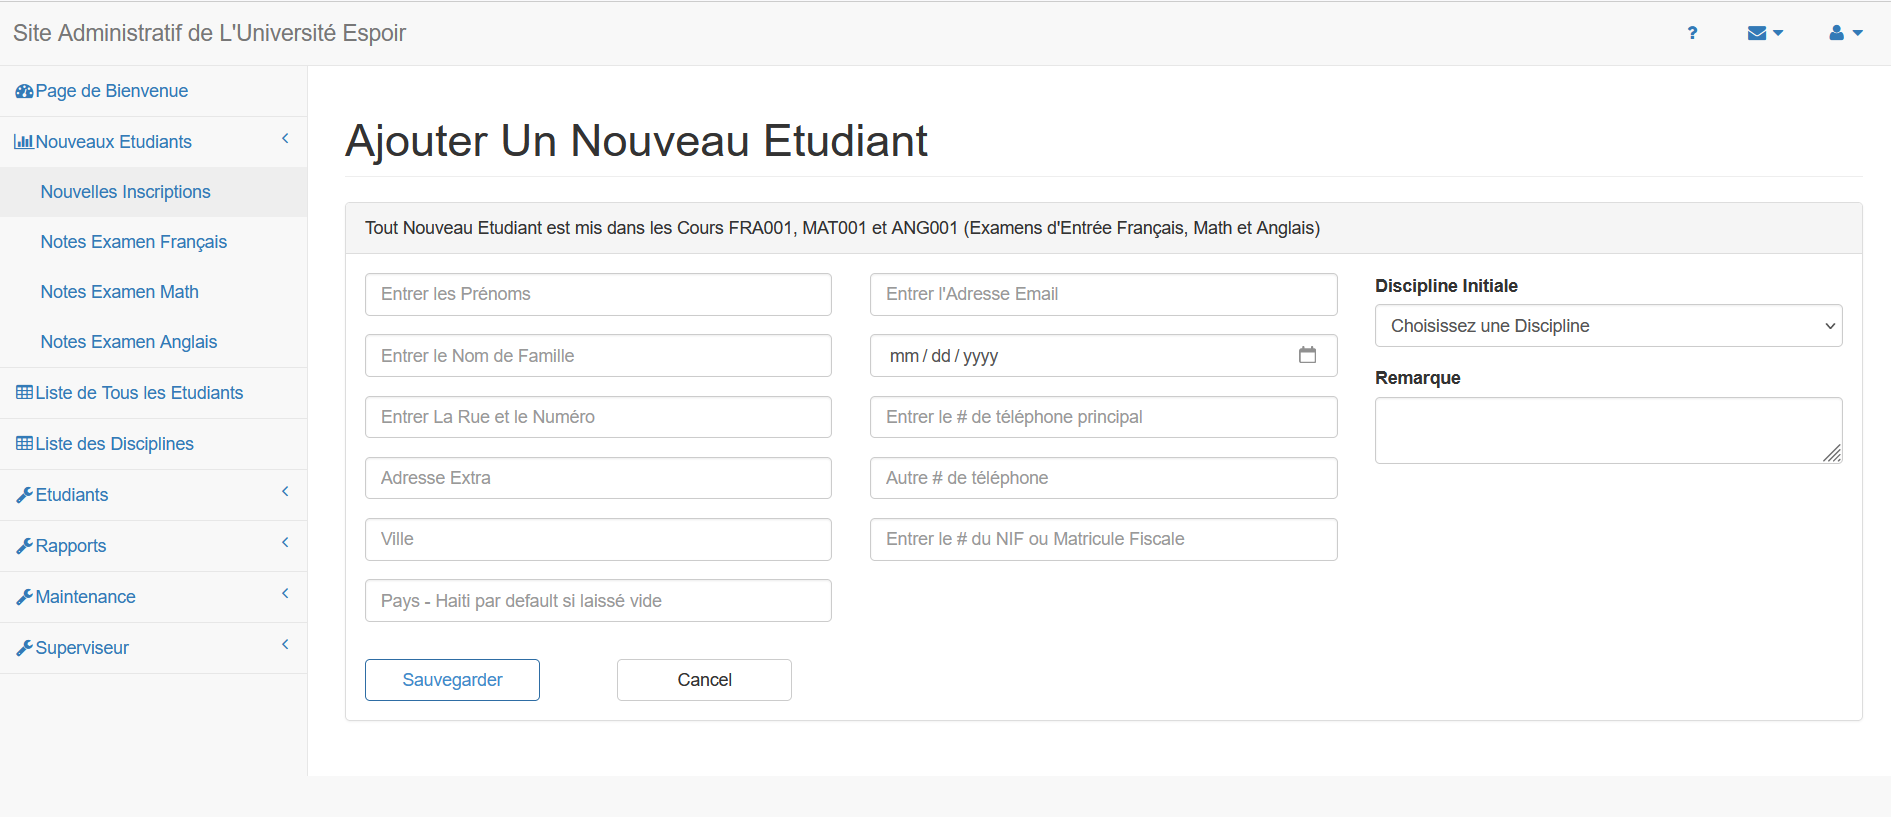 Site Administratif de L'Université Espoir
?
Page de Bienvenue
Nouveaux Etudiants
Nouvelles Inscriptions
Notes Examen Français
Notes Examen Math
Notes Examen Anglais
Liste de Tous les Etudiants
Liste des Disciplines
Etudiants
Rapports
Maintenance
Superviseur
Ajouter Un Nouveau Etudiant
Tout Nouveau Etudiant est mis dans les Cours FRA001, MAT001 et ANG001 (Examens d'Entrée Français, Math et Anglais)
Entrer les Prénoms
Entrer le Nom de Famille
Entrer La Rue et le Numéro
Adresse Extra
Ville
Pays - Haiti par default si laissé vide
Entrer l'Adresse Email
mm/dd/yyyy
Entrer le # de téléphone principal
Autre # de téléphone
Entrer le # du NIF ou Matricule Fiscale
Discipline Initiale
Choisissez une Discipline
Remarque
Sauvegarder
Cancel